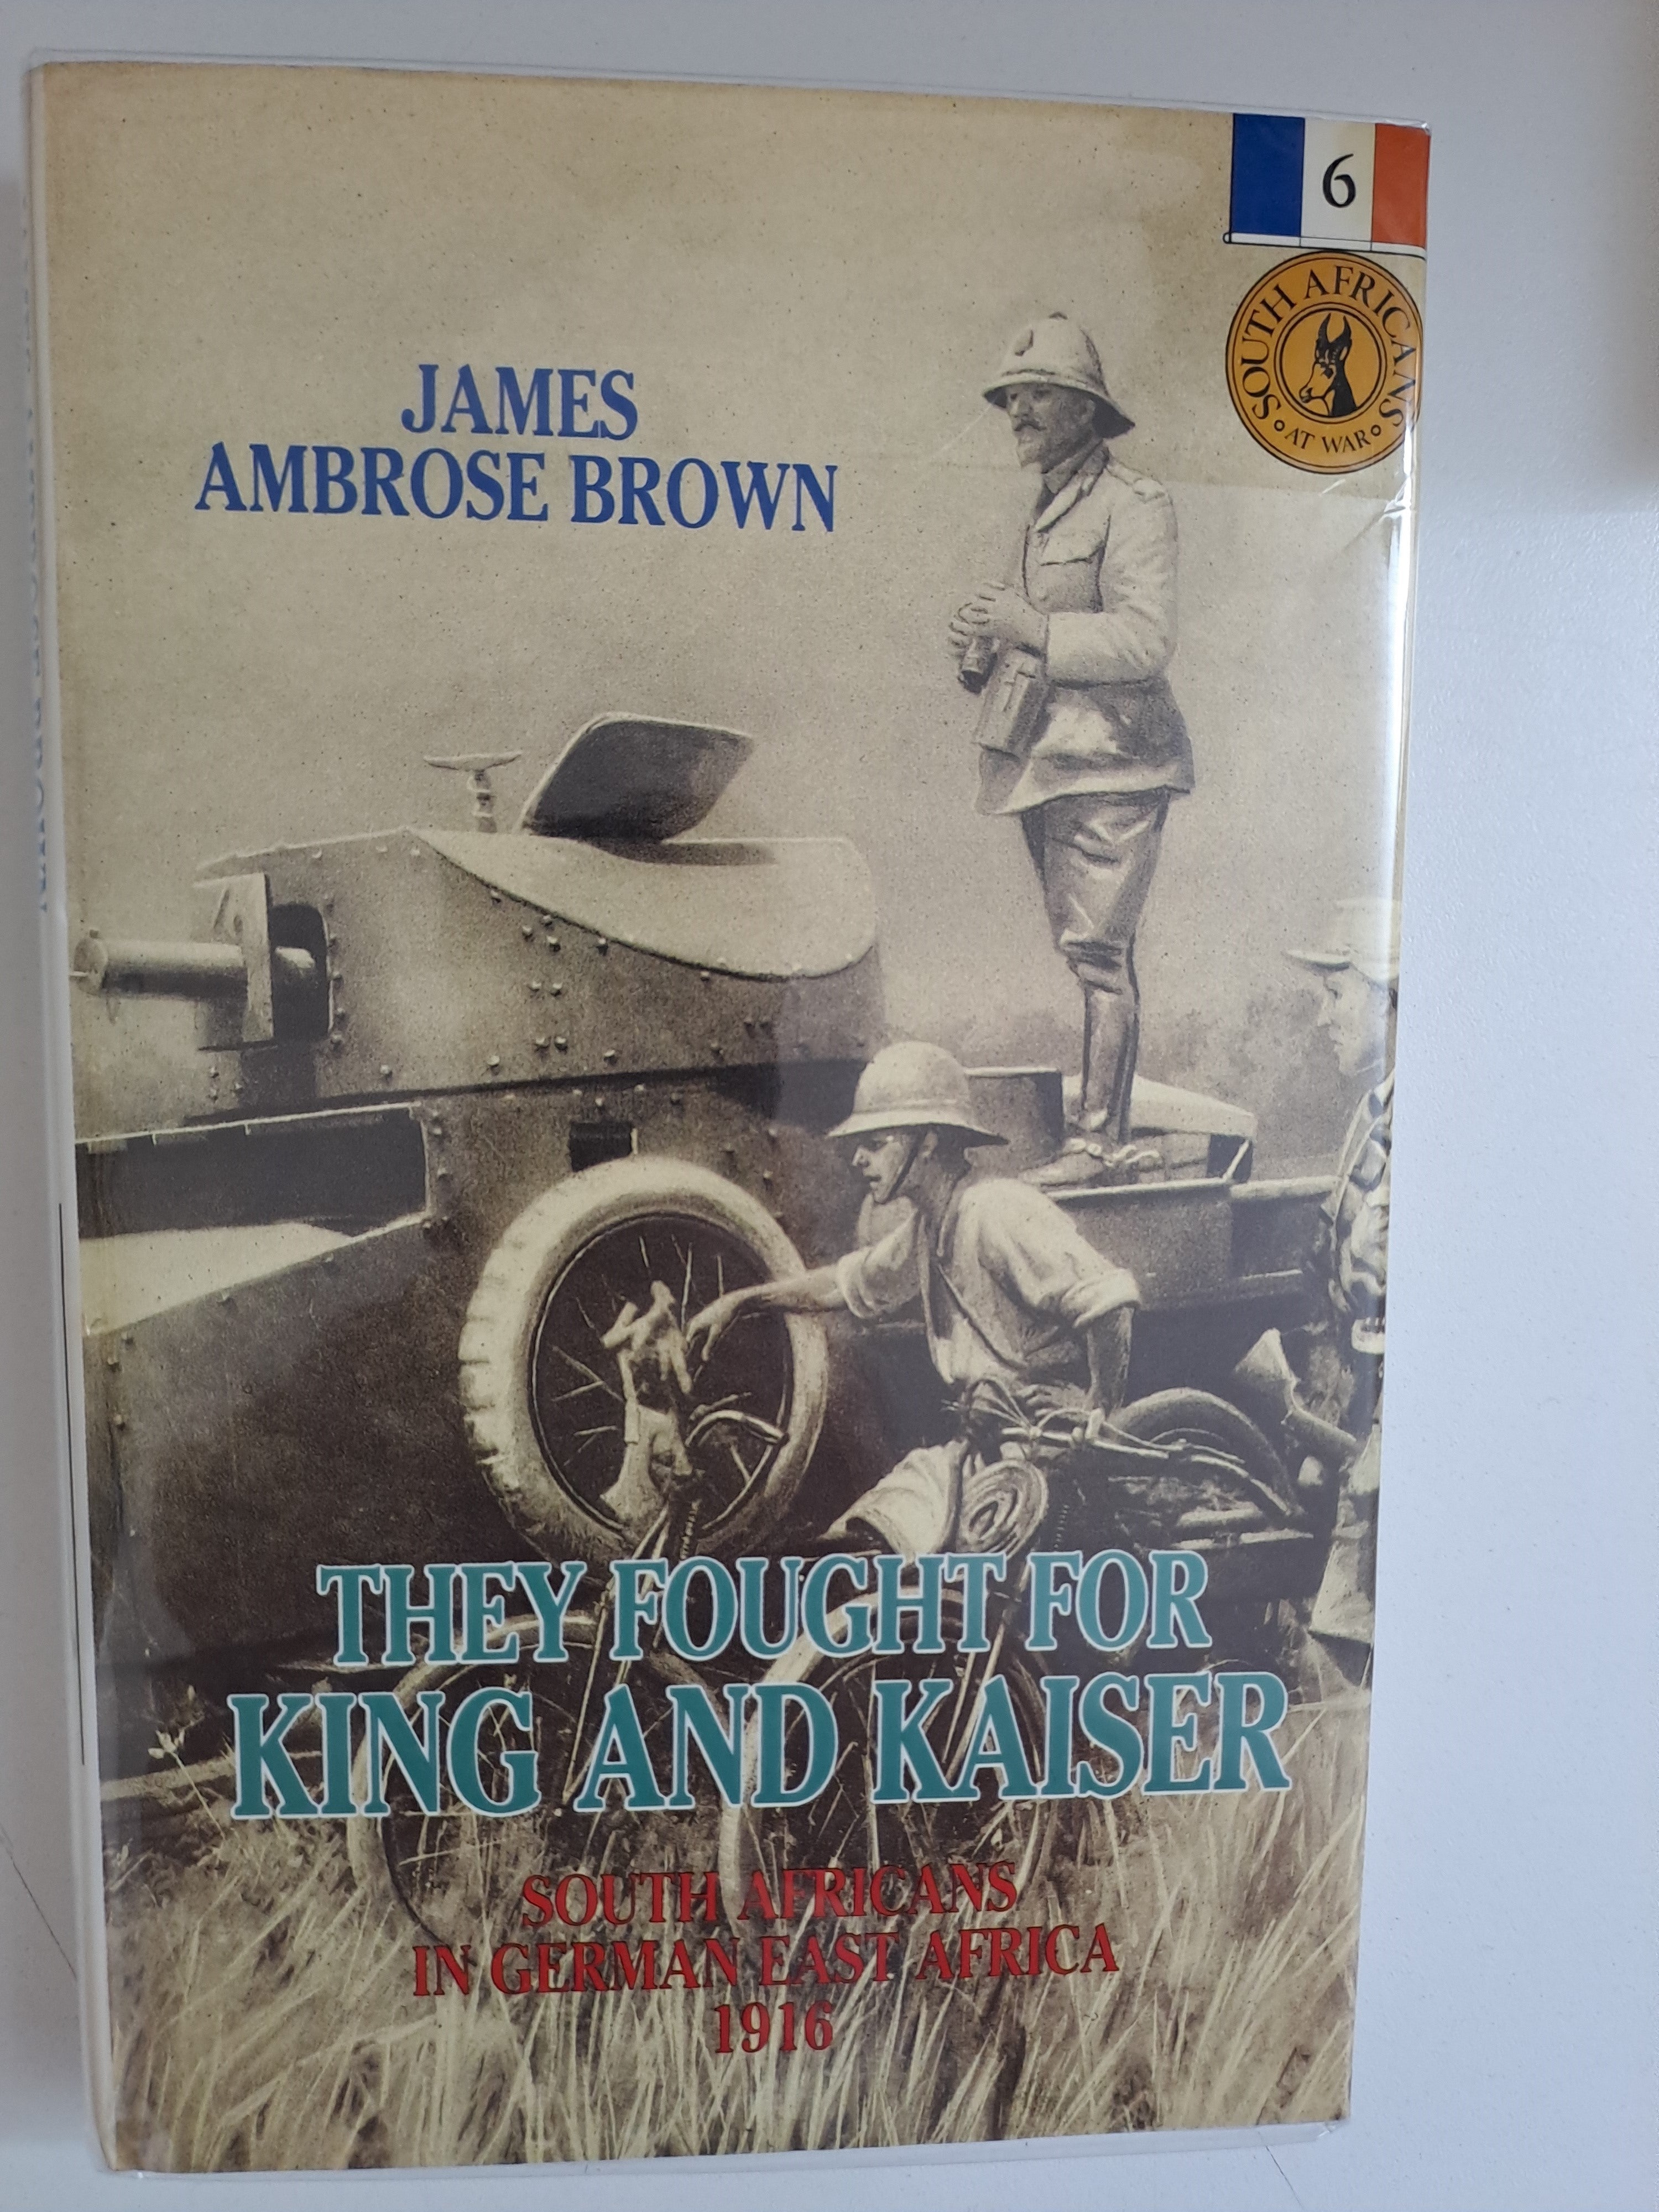 6
SOUTH AFRICANS
AT WAR
JAMES
AMBROSE BROWN
THEY FOUGHT FOR
KING AND KAISER
SOUTH AFRICANS
IN GERMAN EAST AFRICA
1916